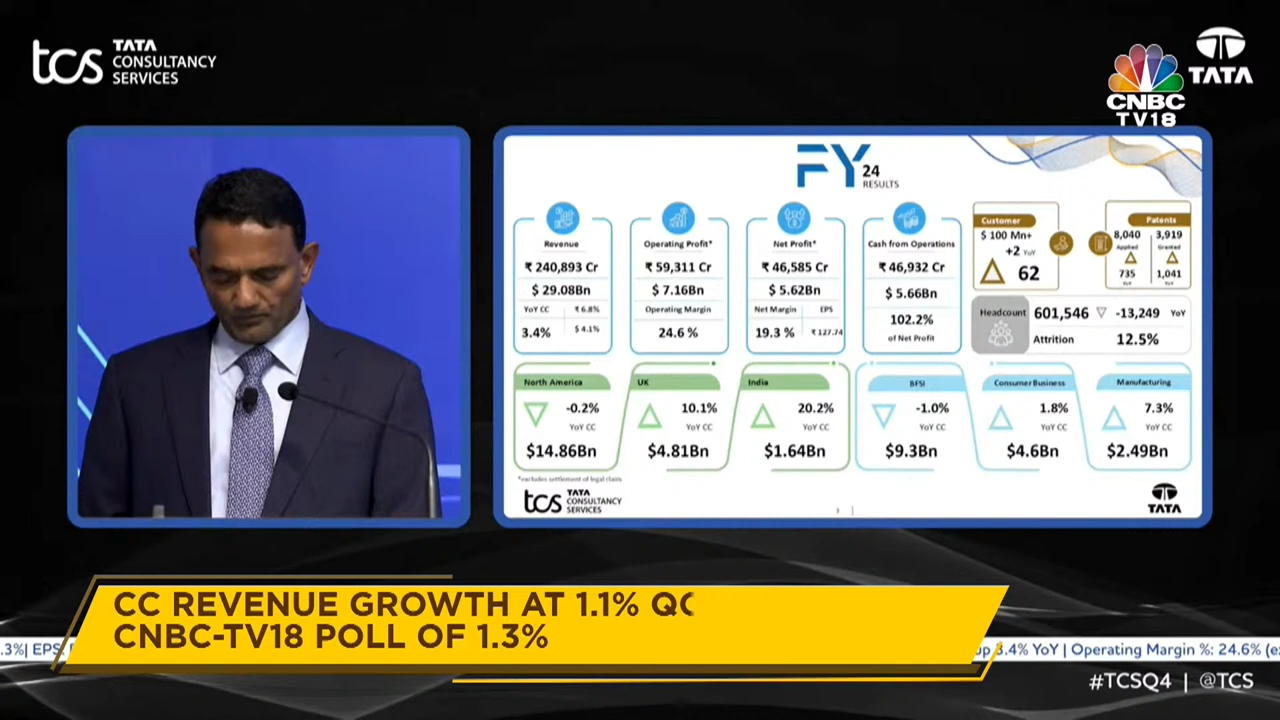 tcs TATA CONSULTANCY SERVICES
TATA
CNBC
TV18
FY 24 RESULTS
Revenue
₹ 240,893 Cr
$ 29.08Bn
YoY CC ₹ 6.8%
3.4% $ 4.1%
Operating Profit*
₹ 59,311 Cr
$ 7.16Bn
Operating Margin
24.6 %
Net Profit*
₹ 46,585 Cr
$ 5.62Bn
Net Margin EPS
19.3 % ₹ 127.74
Cash from Operations
₹ 46,932 Cr
$ 5.66Bn
102.2%
of Net Profit
Customer
$ 100 Mn+
+2 YoY
62
Patents
8,040 3,919
Applied Granted
735 1,041
YoY YoY
Headcount 601,546 -13,249 YoY
Attrition 12.5%
North America
-0.2%
YoY CC
$14.86Bn
UK
10.1%
YoY CC
$4.81Bn
India
20.2%
YoY CC
$1.64Bn
BFSI
-1.0%
YoY CC
$9.3Bn
Consumer Business
1.8%
YoY CC
$4.6Bn
Manufacturing
7.3%
YoY CC
$2.49Bn
*excludes settlement of legal claims
tcs TATA CONSULTANCY SERVICES
TATA
CC REVENUE GROWTH AT 1.1%
CNBC-TV18 POLL OF 1.3%
.3%| EPS: up 3.4% YoY | Operating Margin %: 24.6% (e
#TCSQ4 | @TCS